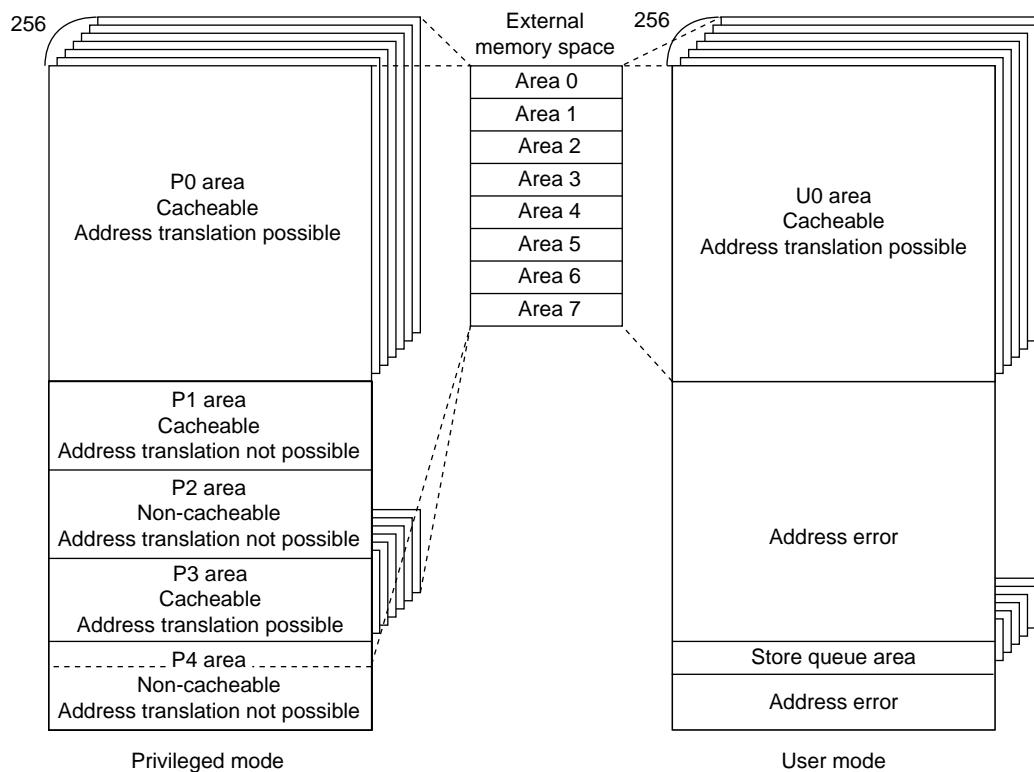 256
External
memory space
256
Area 0
Area 1
Area 2
Area 3
Area 4
Area 5
Area 6
Area 7
P0 area
Cacheable
Address translation possible
U0 area
Cacheable
Address translation possible
P1 area
Cacheable
Address translation not possible
P2 area
Non-cacheable
Address translation not possible
P3 area
Cacheable
Address translation possible
P4 area
Non-cacheable
Address translation not possible
Address error
Store queue area
Address error
Privileged mode
User mode